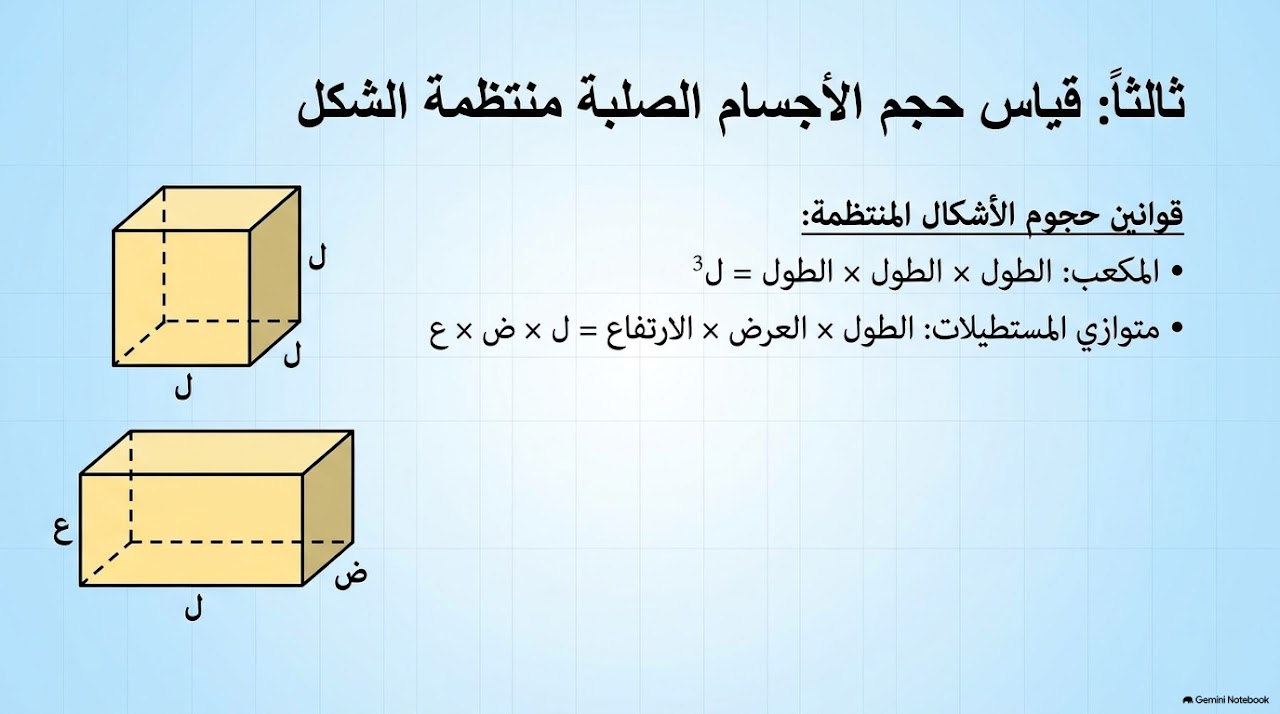 ثالثاً: قياس حجم الأجسام الصلبة منتظمة الشكل
قوانين حجوم الأشكال المنتظمة:
• المكعب: الطول × الطول × الطول = ل³
• متوازي المستطيلات: الطول × العرض × الارتفاع = ل × ض × ع
ل
ل
ل
ع
ض
ل
Gemini Notebook